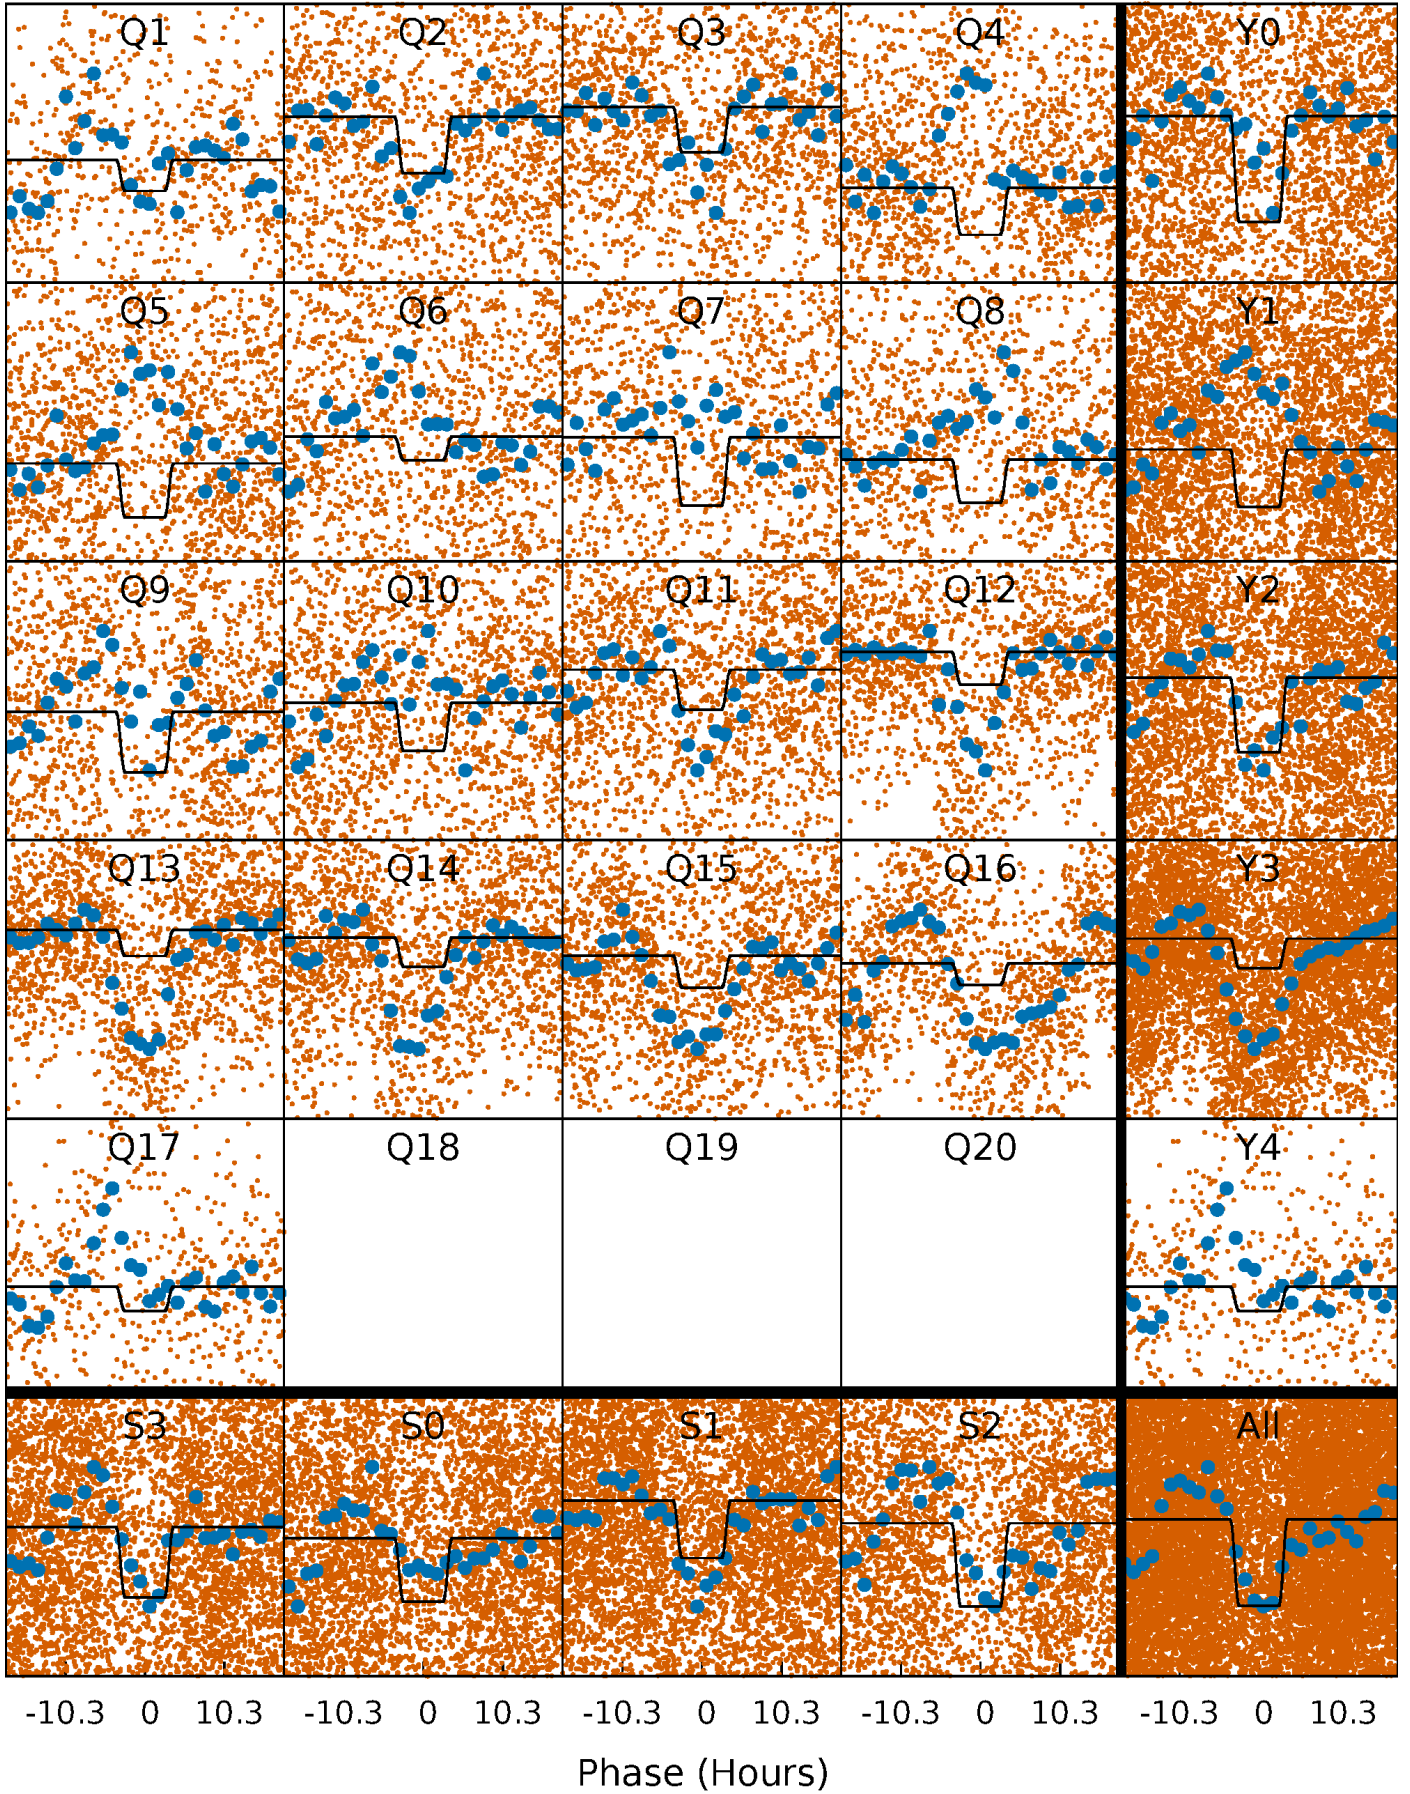 Q1 Q2 Q3 Q4 Y0
Q5 Q6 Q7 Q8 Y1
Q9 Q10 Q11 Q12 Y2
Q13 Q14 Q15 Q16 Y3
Q17 Q18 Q19 Q20 Y4
S3 S0 S1 S2 All
-10.3 0 10.3 -10.3 0 10.3 -10.3 0 10.3 -10.3 0 10.3 -10.3 0 10.3
Phase (Hours)